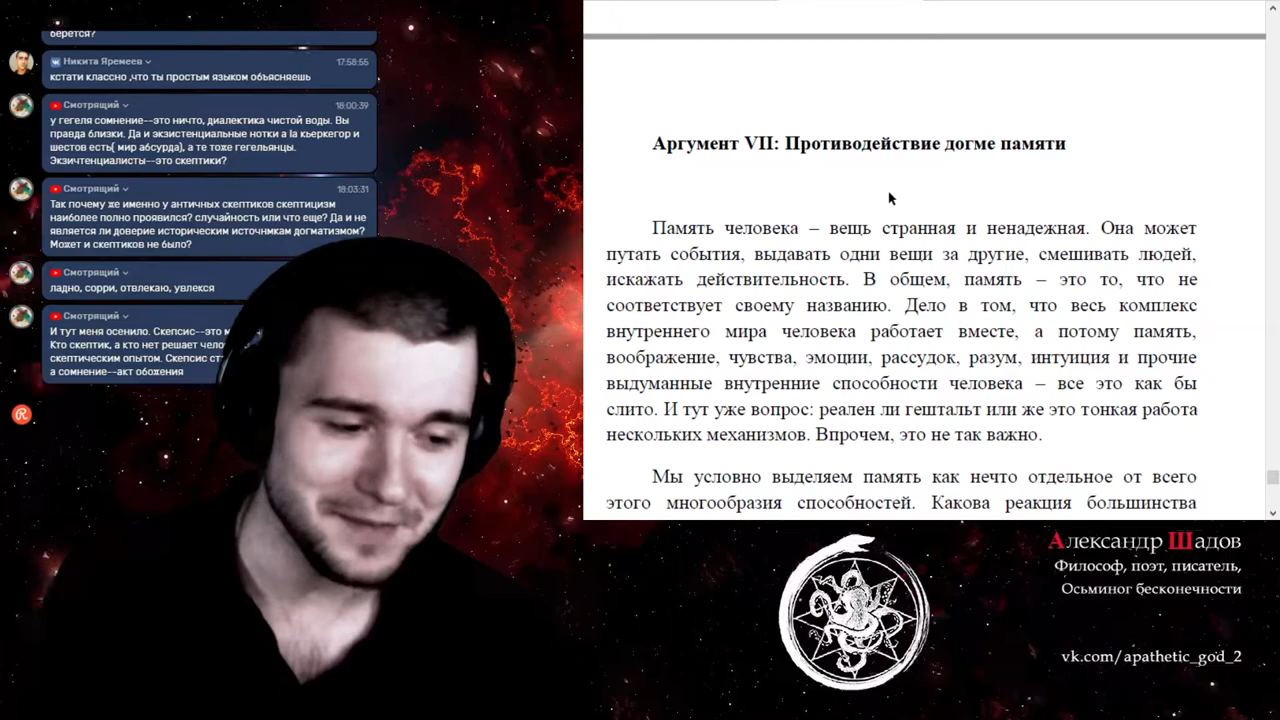 берется?
Никита Яремеев
17:58:55
кстати классно ,что ты простым языком объясняешь
Смотрящий
18:00:39
у гегеля сомнение--это ничто, диалектика чистой воды. Вы
правда близки. Да и экзистенциальные нотки a la кьеркегор и
шестов есть( мир абсурда), а те тоже гегельянцы.
Экзичтенциалисты--это скептики?
Смотрящий
18:03:31
Так почему же именно у античных скептиков скептицизм
наиболее полно проявился? случайность или что еще? Да и не
является ли доверие историческим источнмкам догматизмом?
Может и скептиков не было?
Смотрящий
ладно, сорри, отвлекаю, увлекся
Смотрящий
И тут меня осенило. Скепсис--это
Кто скептик, а кто нет решает
скептическим опытом. Скепсис
а сомнение--акт обожения
Аргумент VII: Противодействие догме памяти
Память человека – вещь странная и ненадежная. Она может
путать события, выдавать одни вещи за другие, смешивать людей,
искажать действительность. В общем, память – это то, что не
соответствует своему названию. Дело в том, что весь комплекс
внутреннего мира человека работает вместе, а потому память,
воображение, чувства, эмоции, рассудок, разум, интуиция и прочие
выдуманные внутренние способности человека – все это как бы
слито. И тут уже вопрос: реален ли гештальт или же это тонкая работа
нескольких механизмов. Впрочем, это не так важно.
Мы условно выделяем память как нечто отдельное от всего
этого многообразия способностей. Какова реакция большинства
Александр Шадов
Философ, поэт, писатель,
Осьминог бесконечности
vk.com/apathetic_god_2